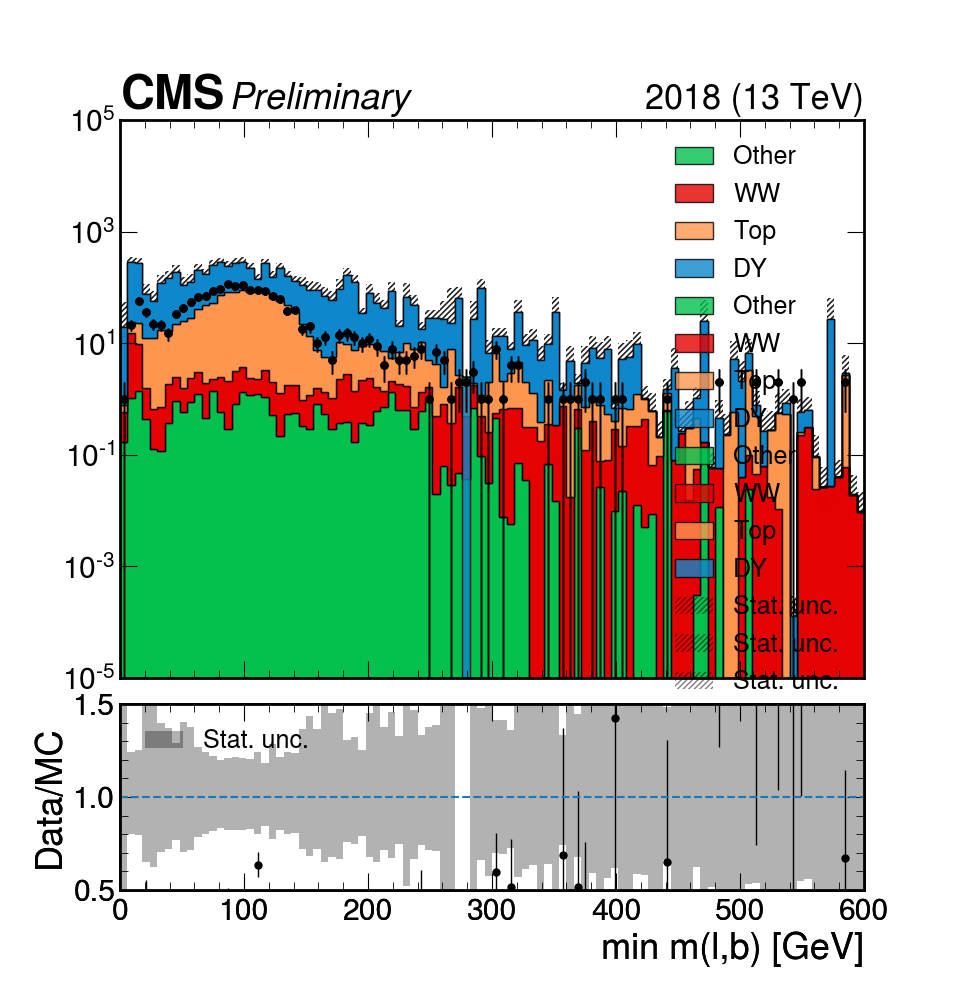 CMS Preliminary 2018 (13 TeV)
10^5
10^3
10^1
10^-1
10^-3
10^-5
Other
WW
Top
DY
Other
WW
Top
DY
Other
WW
Top
DY
Stat. unc.
Stat. unc.
Stat. unc.
1.5
1.0
0.5
Data/MC
Stat. unc.
0 100 200 300 400 500 600
min m(l,b) [GeV]